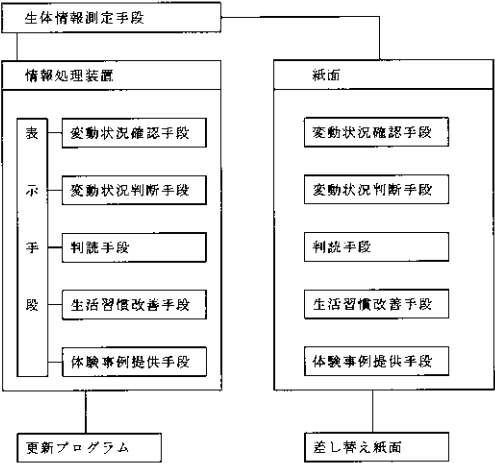 生体情報測定手段
情報処理装置
表示手段
変動状況確認手段
変動状況判断手段
判読手段
生活習慣改善手段
体験事例提供手段
更新プログラム
紙面
変動状況確認手段
変動状況判断手段
判読手段
生活習慣改善手段
体験事例提供手段
差し替え紙面